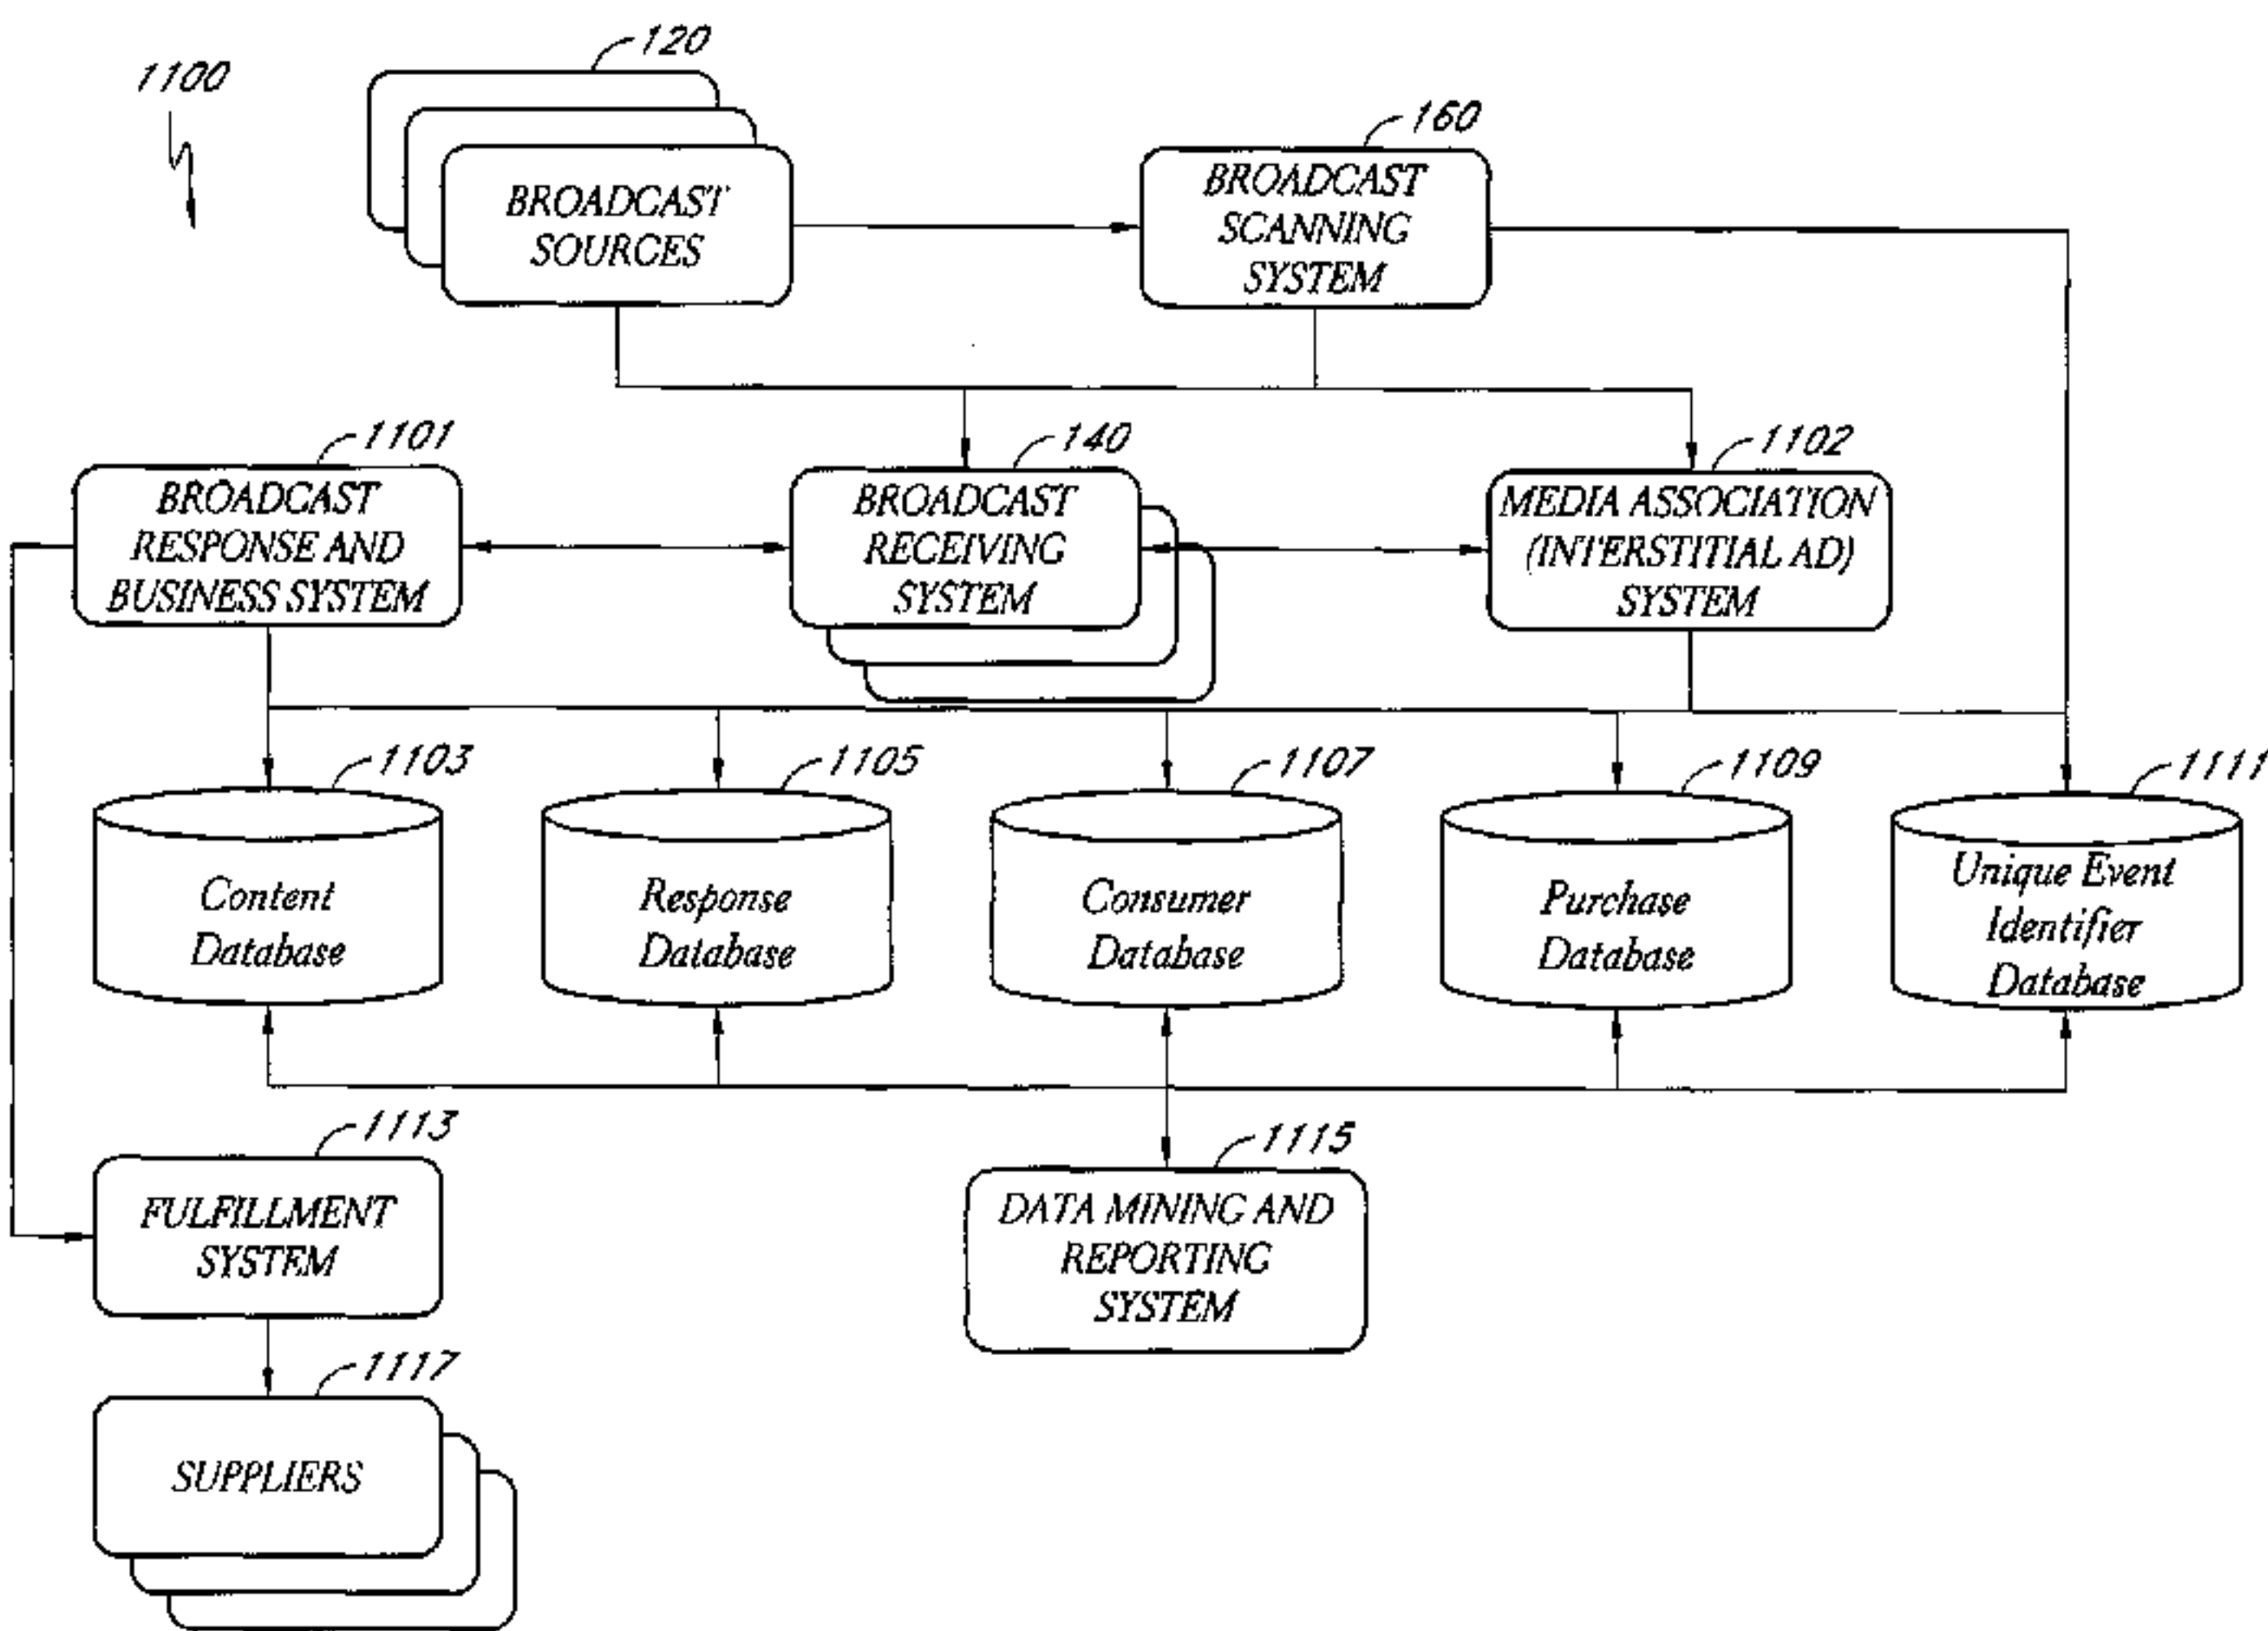 120
1100
160
BROADCAST
SOURCES
BROADCAST
SCANNING
SYSTEM
1101
140
1102
BROADCAST
RESPONSE AND
BUSINESS SYSTEM
BROADCAST
RECEIVING
SYSTEM
MEDIA ASSOCIATION
(INTERSTITIAL AD)
SYSTEM
1103
1105
1107
1109
1111
Content
Database
Response
Database
Consumer
Database
Purchase
Database
Unique Event
Identifier
Database
1113
1115
FULFILLMENT
SYSTEM
DATA MINING AND
REPORTING
SYSTEM
1117
SUPPLIERS